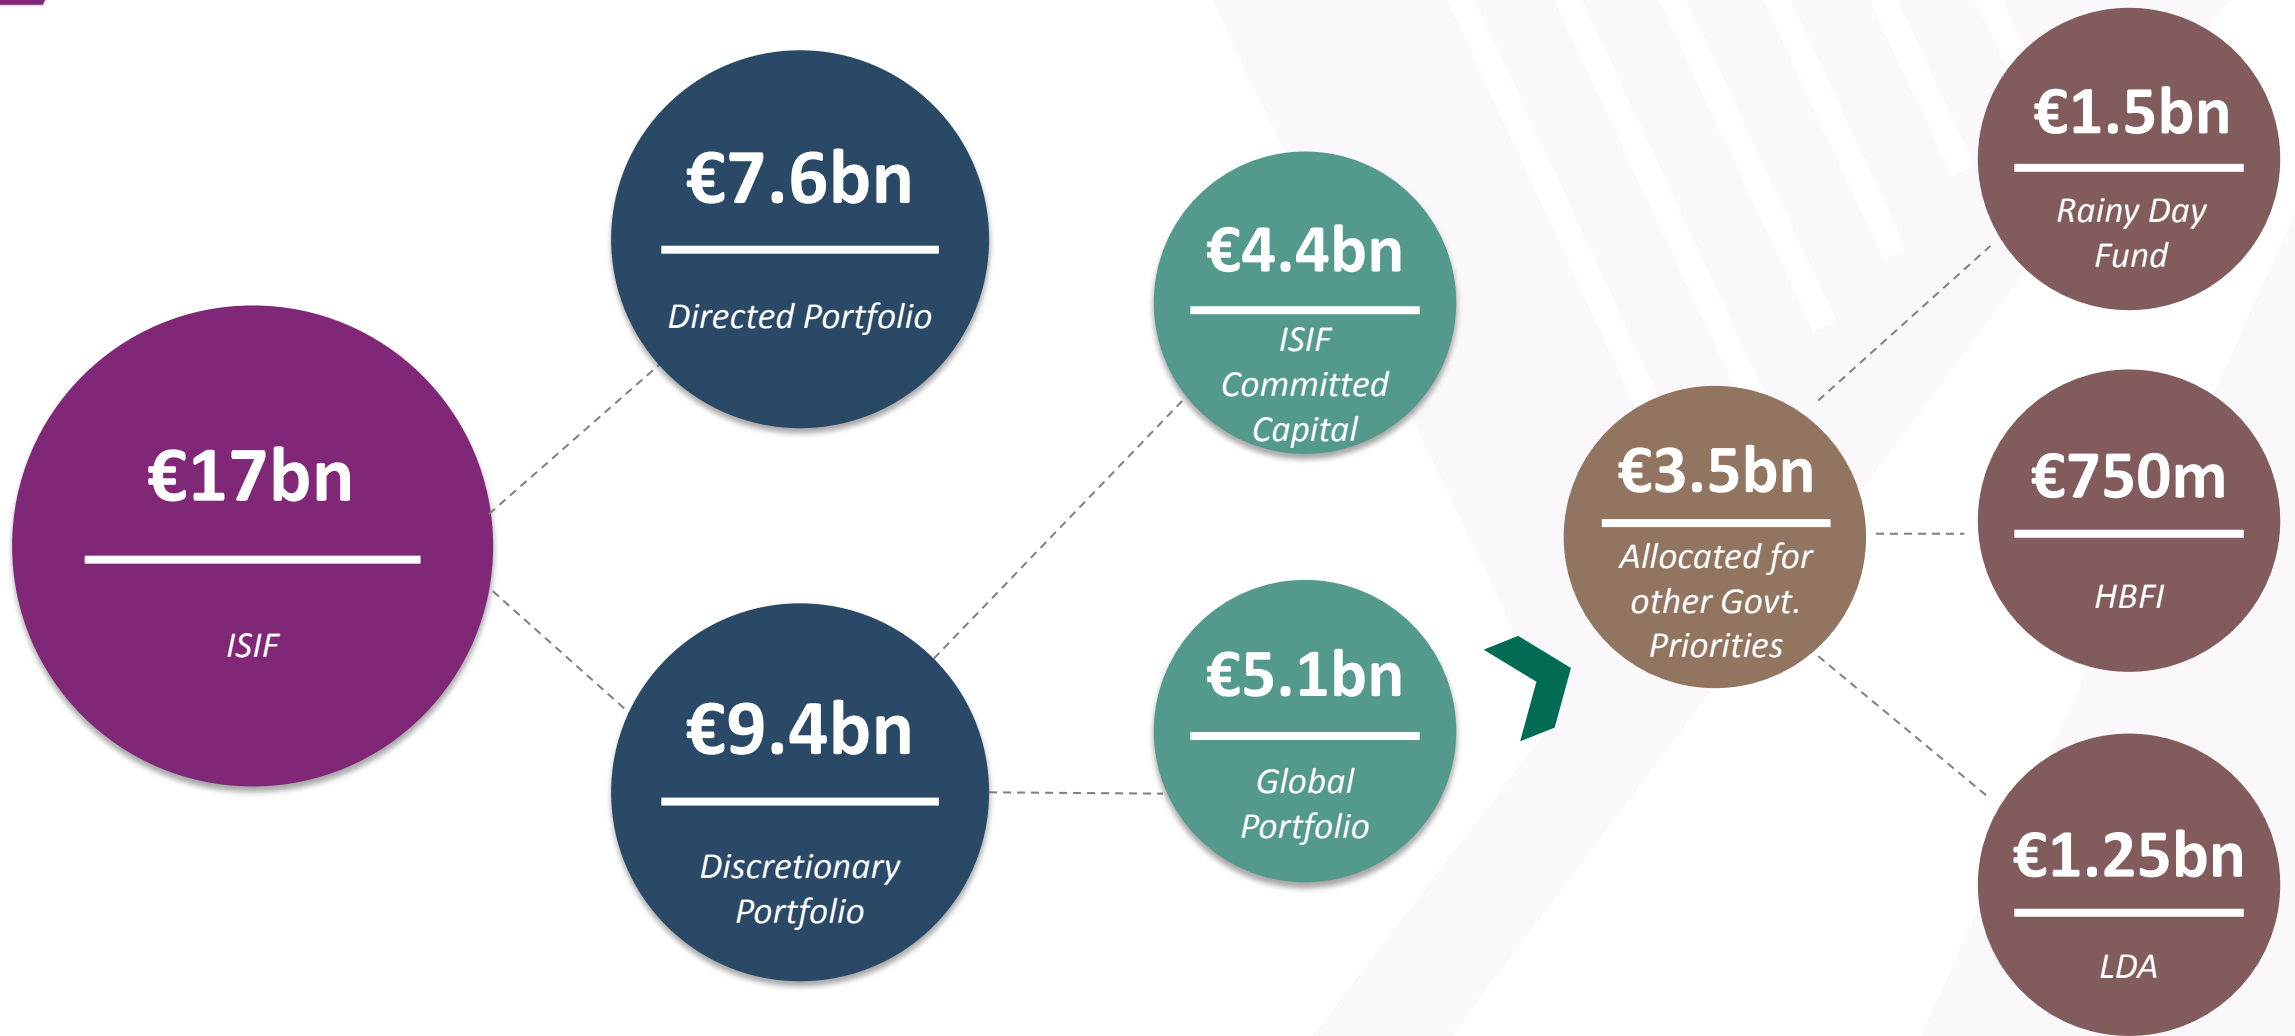 €17bn
ISIF
€7.6bn
Directed Portfolio
€9.4bn
Discretionary
Portfolio
€4.4bn
ISIF
Committed
Capital
€5.1bn
Global
Portfolio
€3.5bn
Allocated for
other Govt.
Priorities
€1.5bn
Rainy Day
Fund
€750m
HBFI
€1.25bn
LDA